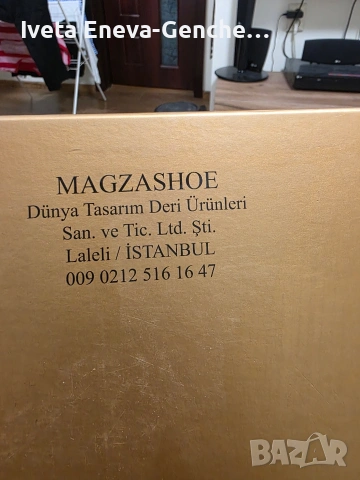 Iveta Eneva-Genche...
MAGZASHOE
Dünya Tasarım Deri Ürünleri
San. ve Tic. Ltd. Şti.
Laleli / İSTANBUL
009 0212 516 16 47
BAZAR